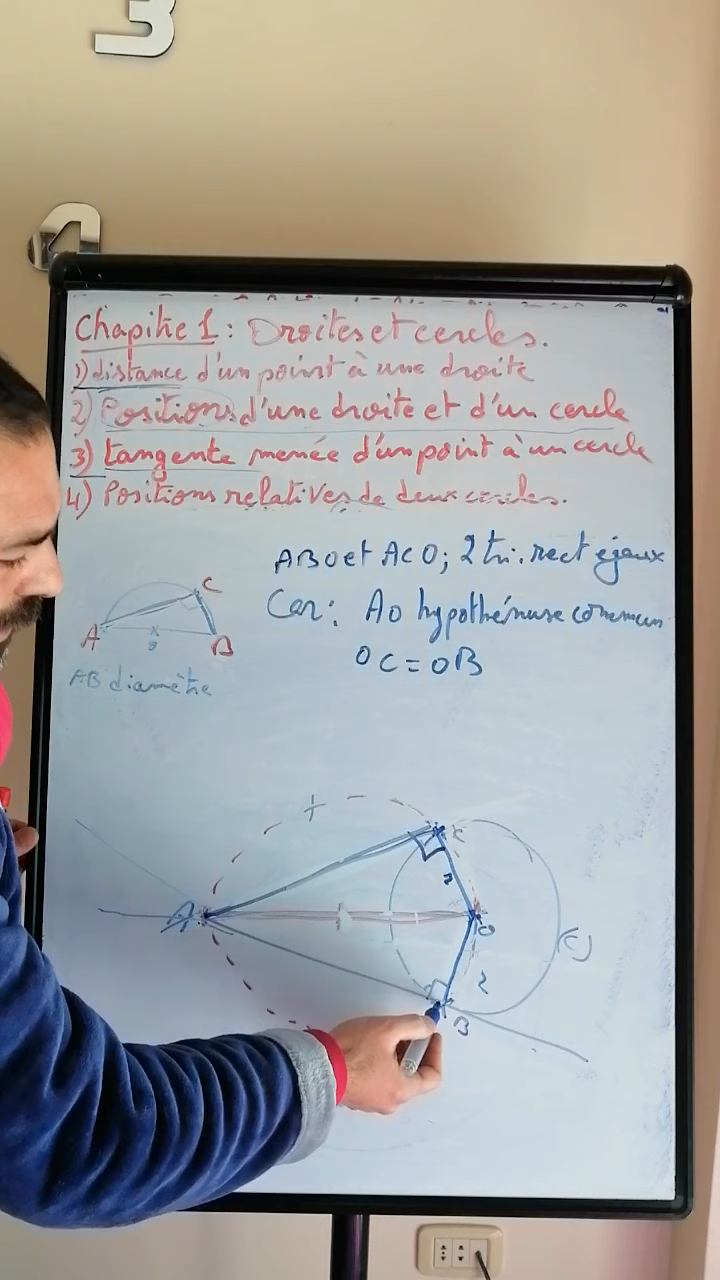 3
4
Chapitre 1 : Droites et cercles.
1) distance d'un point à une droite
2) Positions d'une droite et d'un cercle
3) tangente menée d'un point à un cercle
4) Positions relatives de deux cercles.
ABO et ACO ; 2 tri. rect égaux
Car : AO hypothénuse commun
OC = OB
C
A
B
AB diamètre
C
A
O
(C)
B